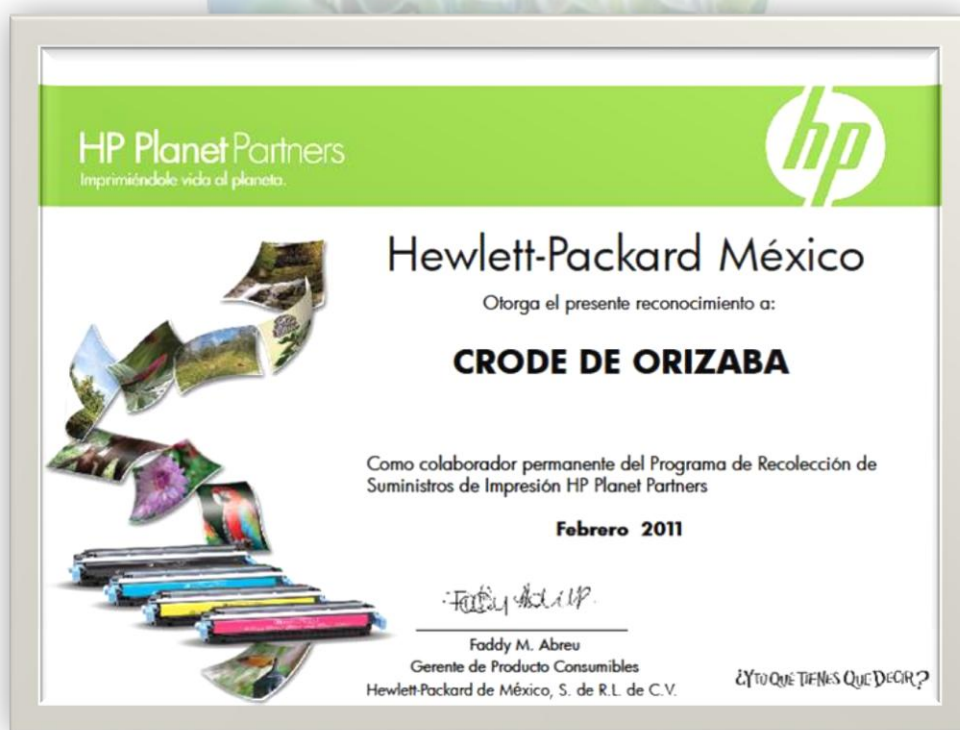 HP Planet Partners
Imprimiéndole vida al planeta.
hp
Hewlett-Packard México
Otorga el presente reconocimiento a:
CRODE DE ORIZABA
Como colaborador permanente del Programa de Recolección de
Suministros de Impresión HP Planet Partners
Febrero 2011
Faddy M. Abreu
Gerente de Producto Consumibles
Hewlett-Packard de México, S. de R.L. de C.V.
¿Y TU QUE TIENES QUE DECIR?